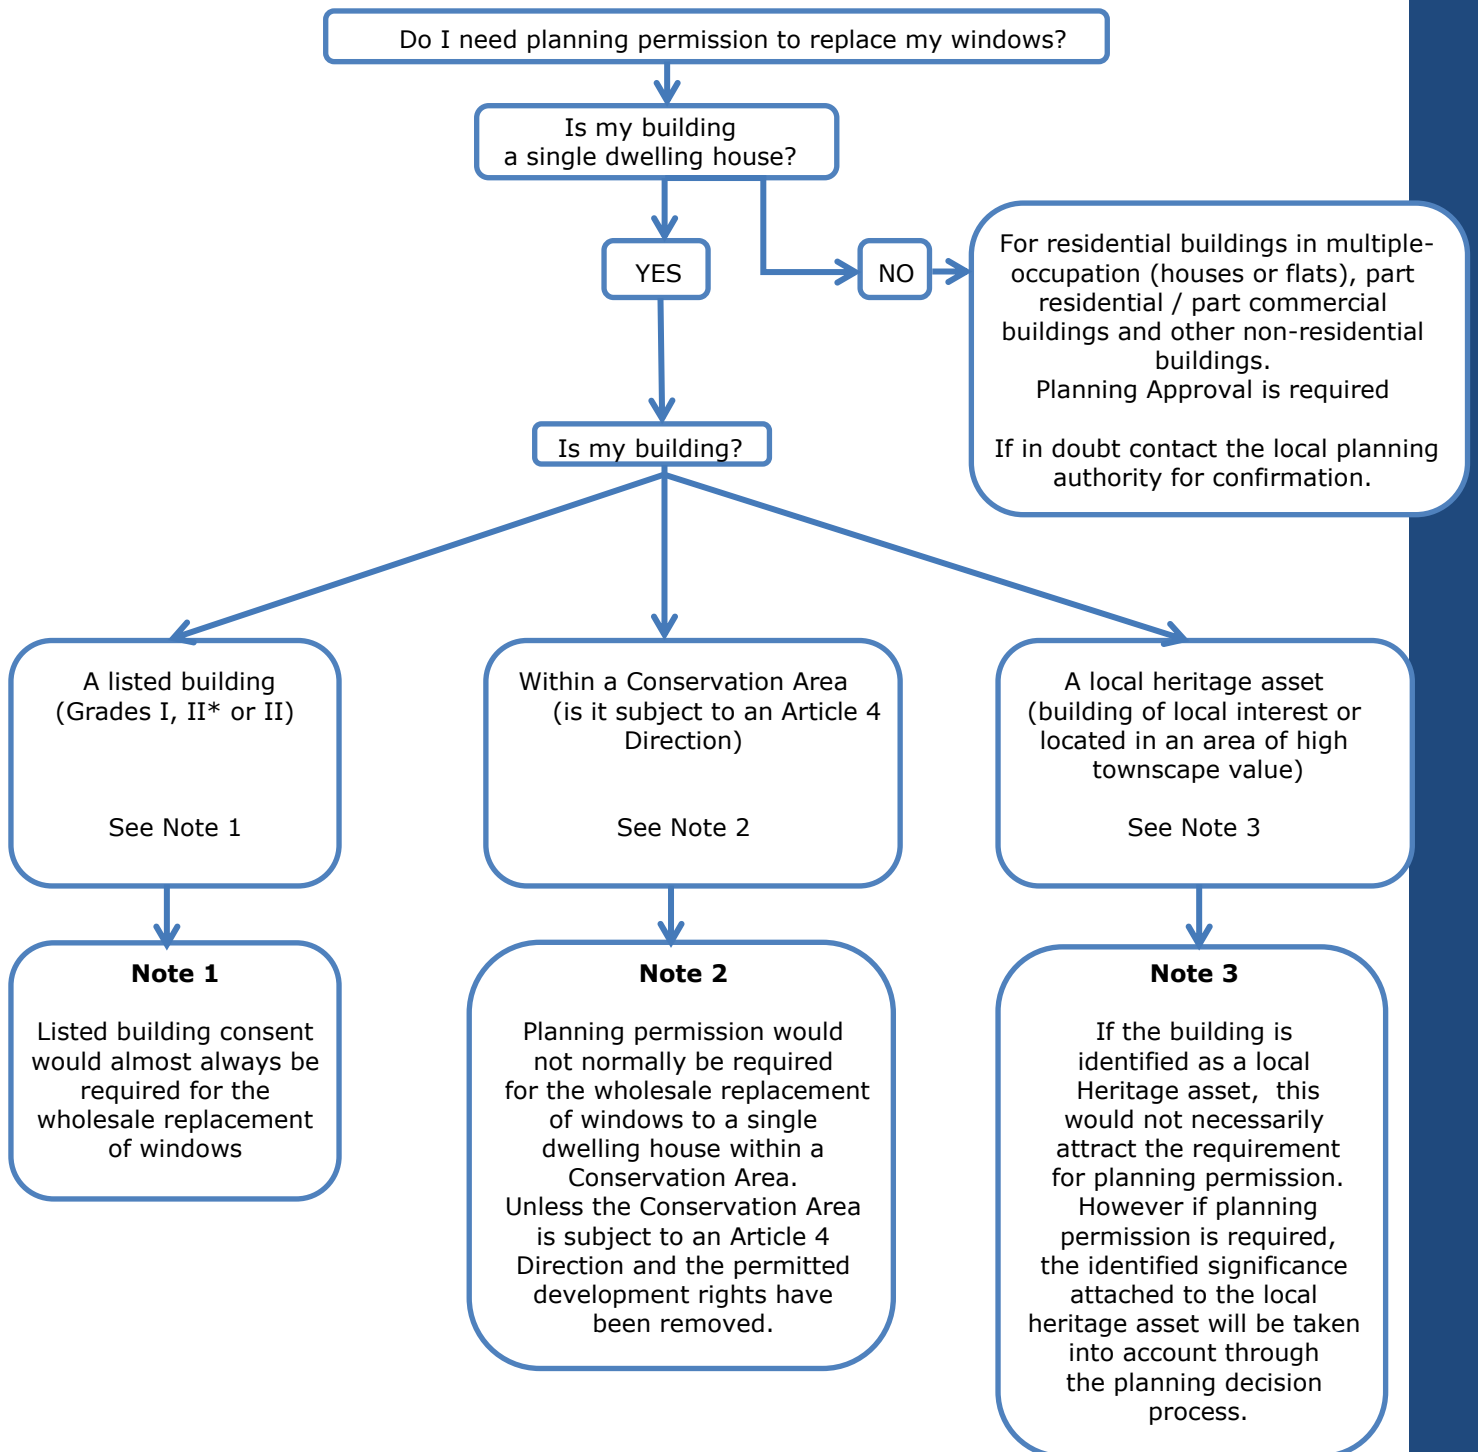 Do I need planning permission to replace my windows?
Is my building
a single dwelling house?
YES
NO
For residential buildings in multiple-
occupation (houses or flats), part
residential / part commercial
buildings and other non-residential
buildings.
Planning Approval is required
If in doubt contact the local planning
authority for confirmation.
Is my building?
A listed building
(Grades I, II* or II)
See Note 1
Within a Conservation Area
(is it subject to an Article 4
Direction)
See Note 2
A local heritage asset
(building of local interest or
located in an area of high
townscape value)
See Note 3
Note 1
Listed building consent
would almost always be
required for the
wholesale replacement
of windows
Note 2
Planning permission would
not normally be required
for the wholesale replacement
of windows to a single
dwelling house within a
Conservation Area.
Unless the Conservation Area
is subject to an Article 4
Direction and the permitted
development rights have
been removed.
Note 3
If the building is
identified as a local
Heritage asset,  this
would not necessarily
attract the requirement
for planning permission.
However if planning
permission is required,
the identified significance
attached to the local
heritage asset will be taken
into account through
the planning decision
process.